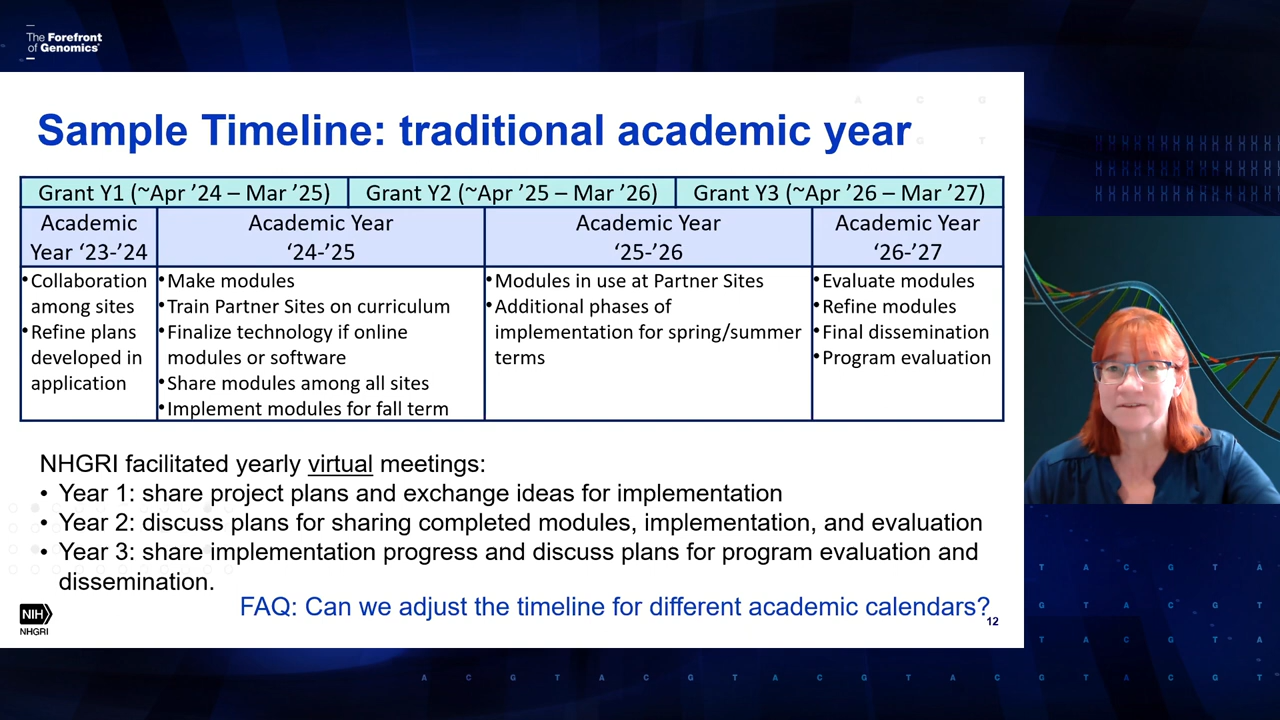 The Forefront
of Genomics®
Sample Timeline: traditional academic year
Grant Y1 (~Apr ’24 – Mar ’25)
Grant Y2 (~Apr ’25 – Mar ’26)
Grant Y3 (~Apr ’26 – Mar ’27)
Academic
Year ‘23-’24
Academic Year
‘24-’25
Academic Year
‘25-’26
Academic Year
‘26-’27
•Collaboration
among sites
•Refine plans
developed in
application
•Make modules
•Train Partner Sites on curriculum
•Finalize technology if online
modules or software
•Share modules among all sites
•Implement modules for fall term
•Modules in use at Partner Sites
•Additional phases of
implementation for spring/summer
terms
•Evaluate modules
•Refine modules
•Final dissemination
•Program evaluation
NHGRI facilitated yearly virtual meetings:
• Year 1: share project plans and exchange ideas for implementation
• Year 2: discuss plans for sharing completed modules, implementation, and evaluation
• Year 3: share implementation progress and discuss plans for program evaluation and
dissemination.
FAQ: Can we adjust the timeline for different academic calendars?
12
NIH
NHGRI